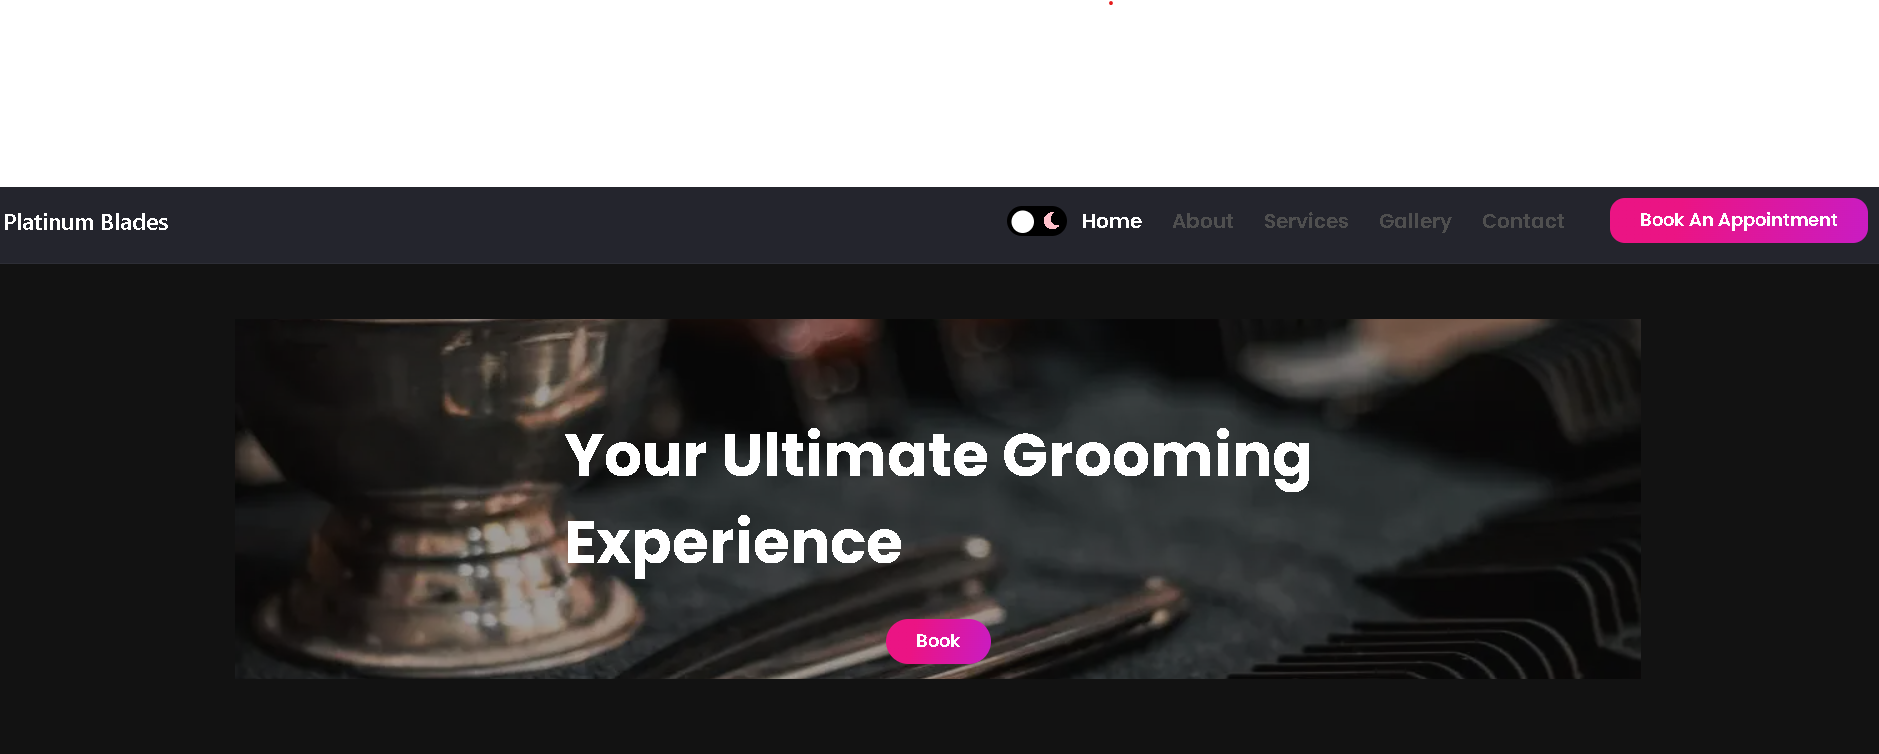 Platinum Blades
Home About Services Gallery Contact Book An Appointment
Your Ultimate Grooming
Experience
Book